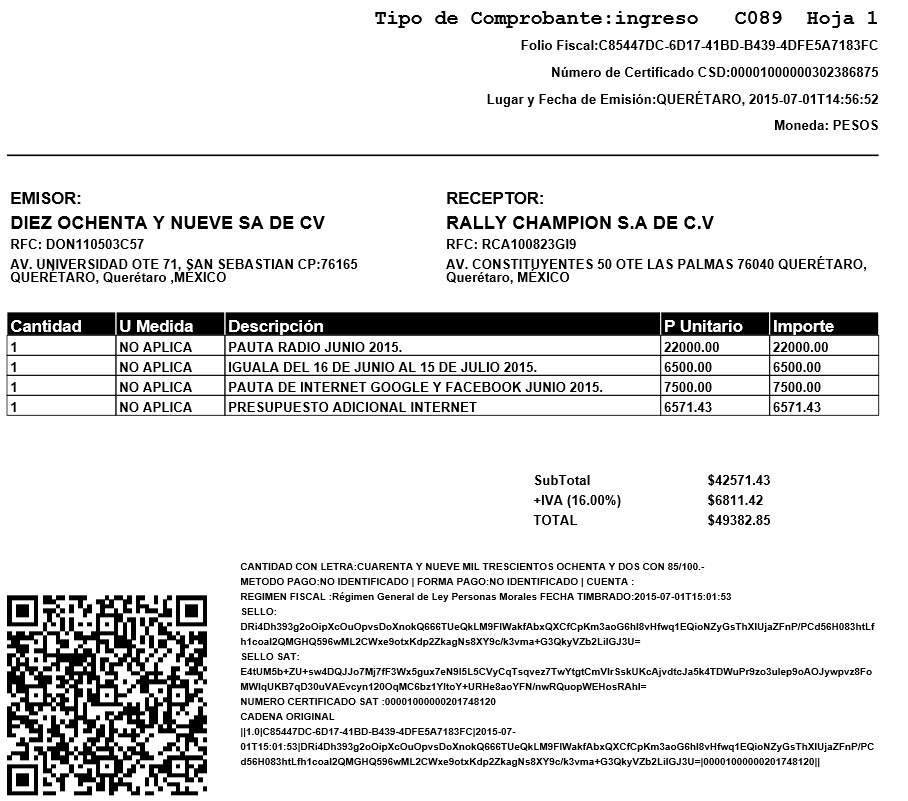 Tipo de Comprobante:ingreso C089 Hoja 1
Folio Fiscal:C85447DC-6D17-41BD-B439-4DFE5A7183FC
Número de Certificado CSD:00001000000302386875
Lugar y Fecha de Emisión:QUERÉTARO, 2015-07-01T14:56:52
Moneda: PESOS
EMISOR:
DIEZ OCHENTA Y NUEVE SA DE CV
RFC: DON110503C57
AV. UNIVERSIDAD OTE 71, SAN SEBASTIAN CP:76165
QUERÉTARO, Querétaro ,MÉXICO
RECEPTOR:
RALLY CHAMPION S.A DE C.V
RFC: RCA100823GI9
AV. CONSTITUYENTES 50 OTE LAS PALMAS 76040 QUERÉTARO,
Querétaro, MÉXICO
Cantidad U Medida Descripción P Unitario Importe
1 NO APLICA PAUTA RADIO JUNIO 2015. 22000.00 22000.00
1 NO APLICA IGUALA DEL 16 DE JUNIO AL 15 DE JULIO 2015. 6500.00 6500.00
1 NO APLICA PAUTA DE INTERNET GOOGLE Y FACEBOOK JUNIO 2015. 7500.00 7500.00
1 NO APLICA PRESUPUESTO ADICIONAL INTERNET 6571.43 6571.43
SubTotal $42571.43
+IVA (16.00%) $6811.42
TOTAL $49382.85
CANTIDAD CON LETRA:CUARENTA Y NUEVE MIL TRESCIENTOS OCHENTA Y DOS CON 85/100.-
METODO PAGO:NO IDENTIFICADO | FORMA PAGO:NO IDENTIFICADO | CUENTA :
REGIMEN FISCAL :Régimen General de Ley Personas Morales FECHA TIMBRADO:2015-07-01T15:01:53
SELLO:
DRi4Dh393g2oOipXcOuOpvsDoXnokQ666TUeQkLM9FlWakfAbxQXCfCpKm3aoG6hI8vHfwq1EQioNZyGsThXIUjaZFnP/PCd56H083htLf
h1coaI2QMGHQ596wML2CWxe9otxKdp2ZkagNs8XY9c/k3vma+G3QkyVZb2LiIGJ3U=
SELLO SAT:
E4tUM5b+ZU+sw4DQJJo7Mj7fF3Wx5gux7eN9I5L5CVyCqTsqvez7TwYtgtCmVIrSskUKcAjvdtcJa5k4TDWuPr9zo3ulep9oAOJywpvz8Fo
MWIqUKB7qD30uVAEvcyn120OqMC6bz1YltoY+URHe8aoYFN/nwRQuopWEHosRAhI=
NUMERO CERTIFICADO SAT :00001000000201748120
CADENA ORIGINAL
||1.0|C85447DC-6D17-41BD-B439-4DFE5A7183FC|2015-07-
01T15:01:53|DRi4Dh393g2oOipXcOuOpvsDoXnokQ666TUeQkLM9FlWakfAbxQXCfCpKm3aoG6hI8vHfwq1EQioNZyGsThXIUjaZFnP/PC
d56H083htLfh1coaI2QMGHQ596wML2CWxe9otxKdp2ZkagNs8XY9c/k3vma+G3QkyVZb2LiIGJ3U=|00001000000201748120||